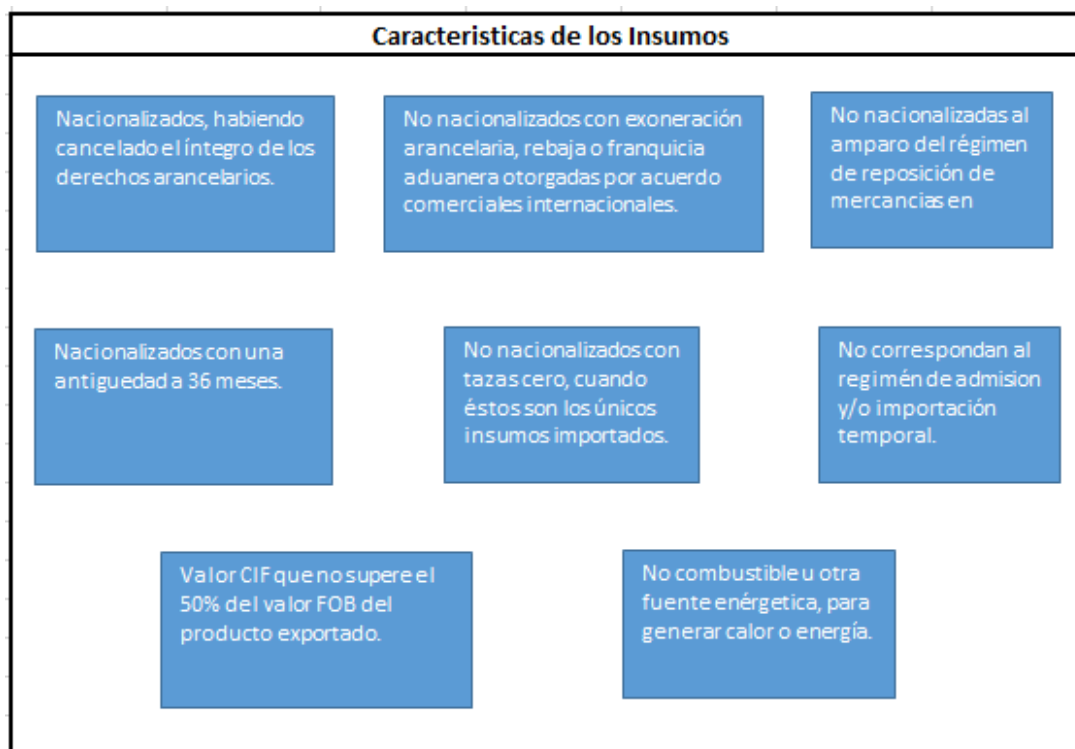 Caracteristicas de los Insumos
Nacionalizados, habiendo
cancelado el íntegro de los
derechos arancelarios.
No nacionalizados con exoneración
arancelaria, rebaja o franquicia
aduanera otorgadas por acuerdo
comerciales internacionales.
No nacionalizadas al
amparo del régimen
de reposición de
mercancias en
Nacionalizados con una
antiguedad a 36 meses.
No nacionalizados con
tazas cero, cuando
éstos son los únicos
insumos importados.
No correspondan al
regimén de admision
y/o importación
temporal.
Valor CIF que no supere el
50% del valor FOB del
producto exportado.
No combustible u otra
fuente enérgetica, para
generar calor o energía.